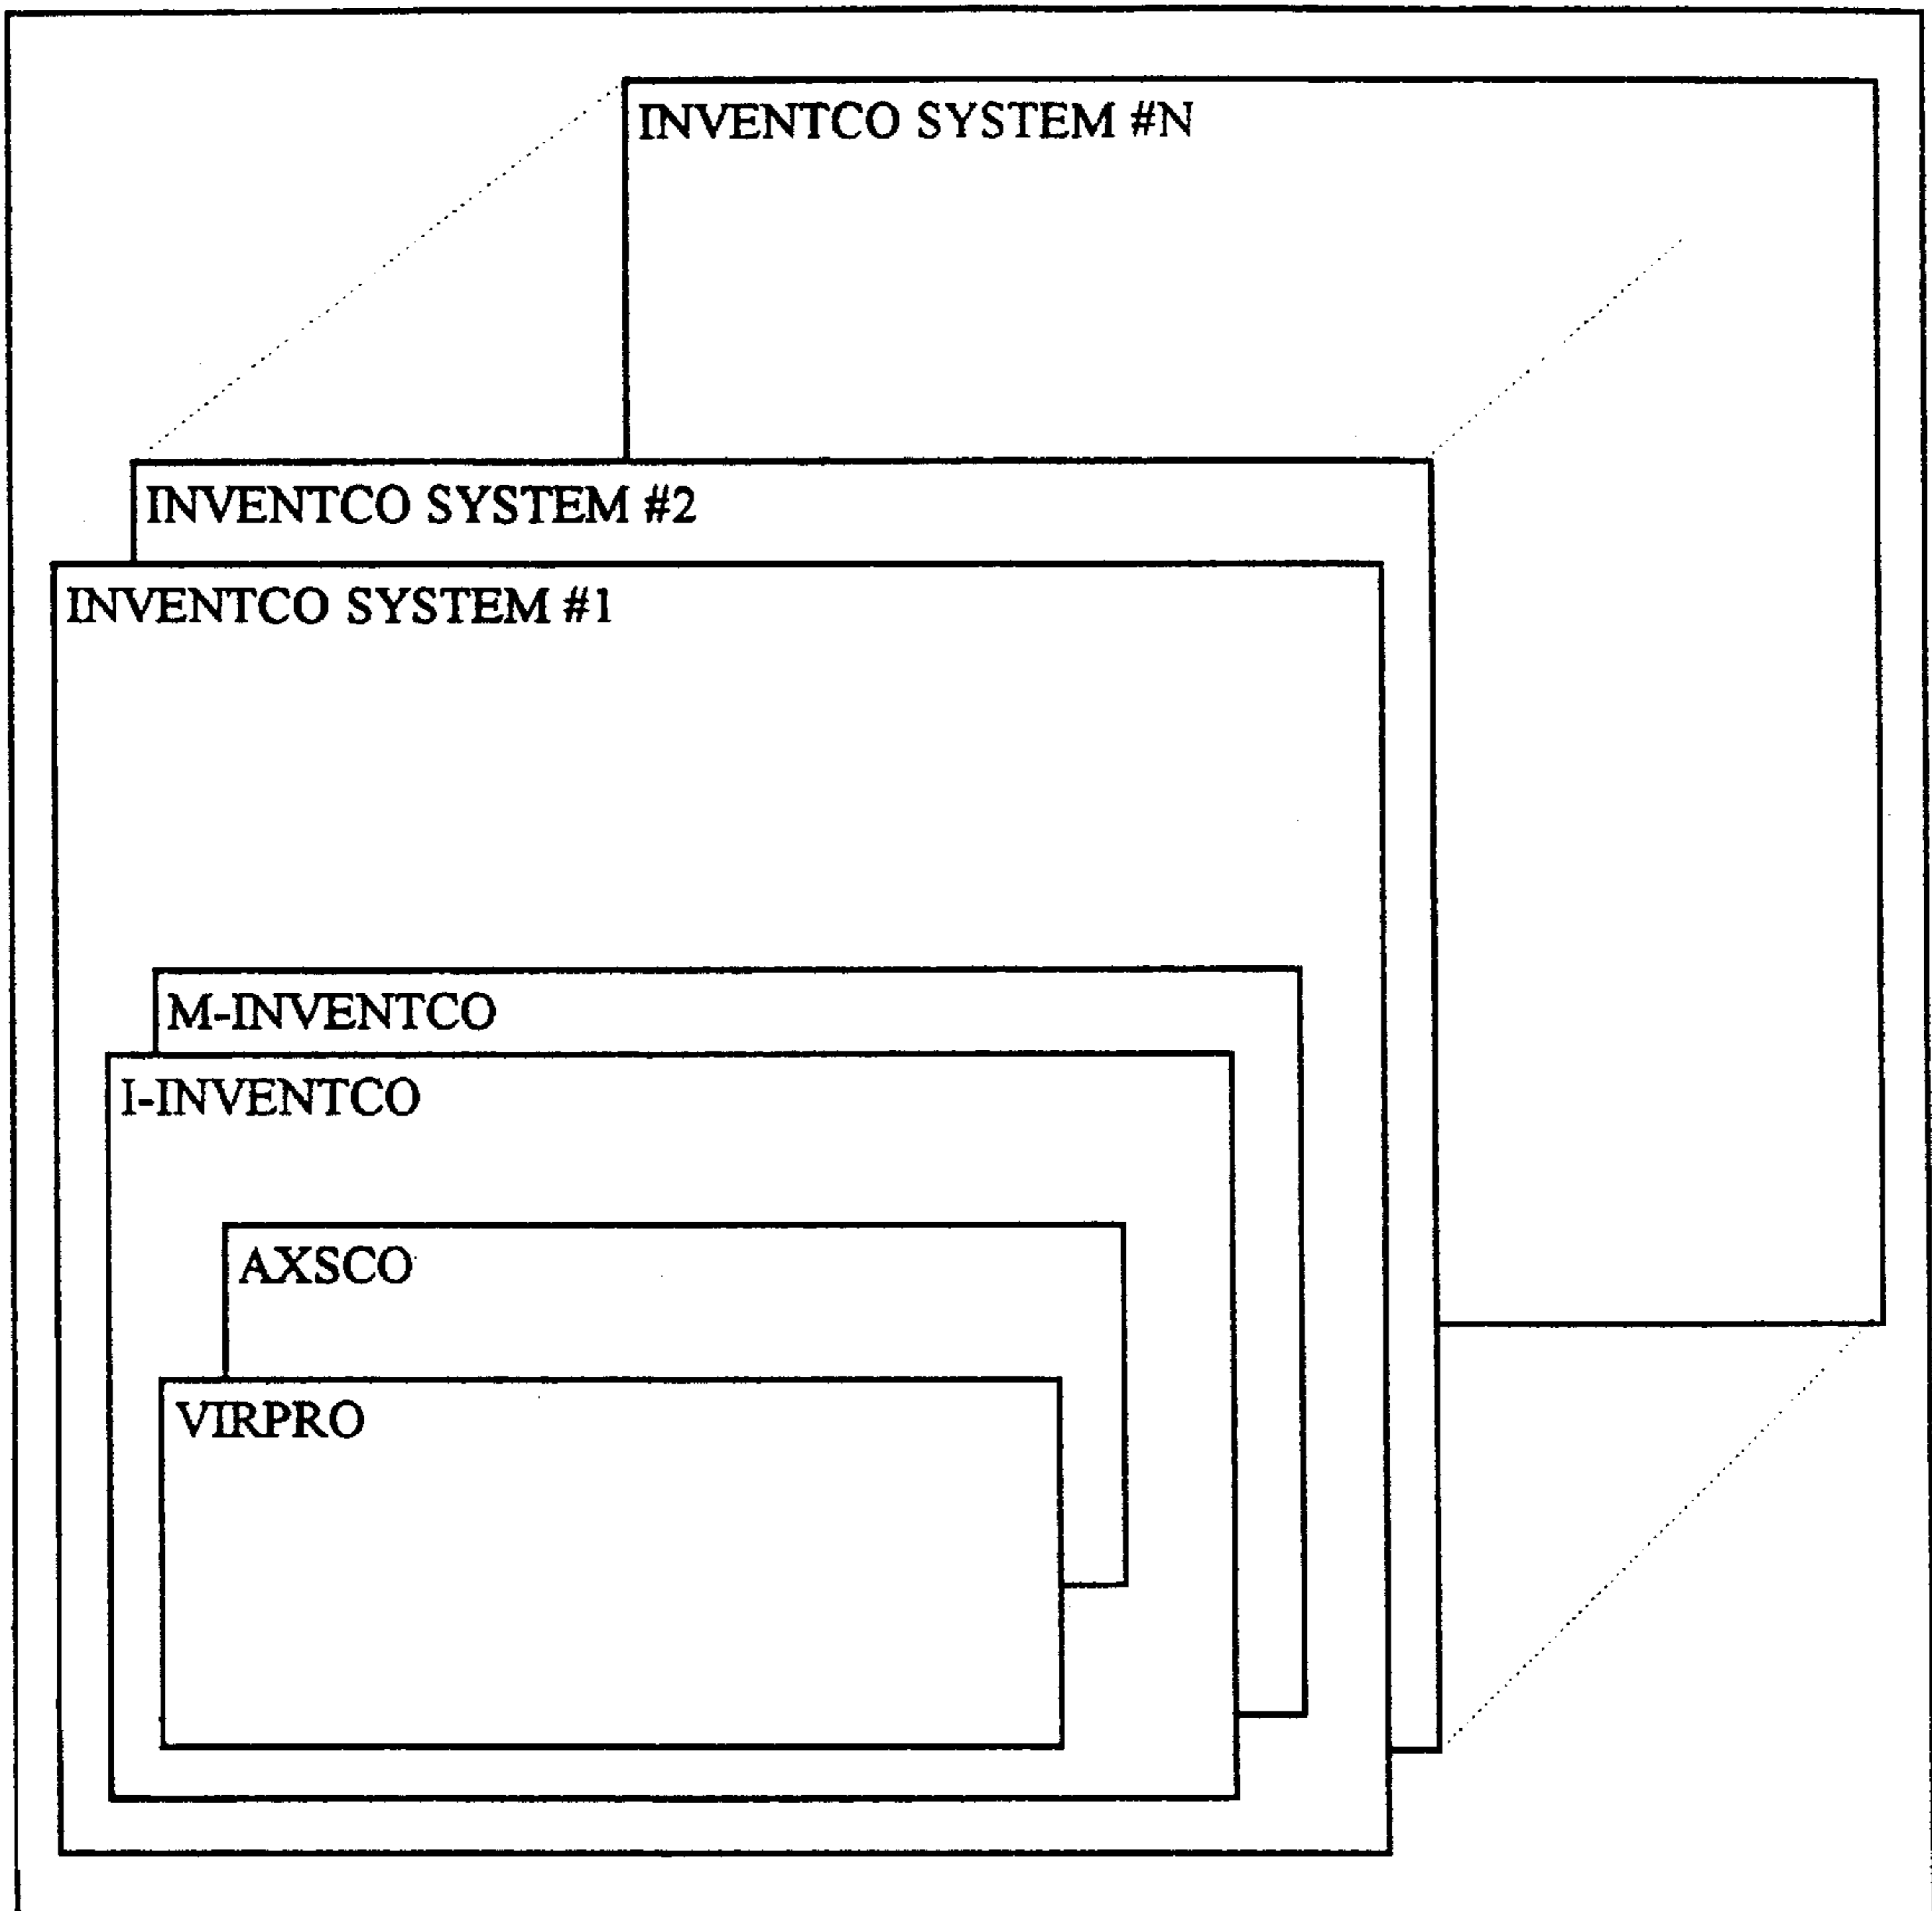 INVENTCO SYSTEM #N
INVENTCO SYSTEM #2
INVENTCO SYSTEM #1
M-INVENTCO
I-INVENTCO
AXSCO
VIRPRO